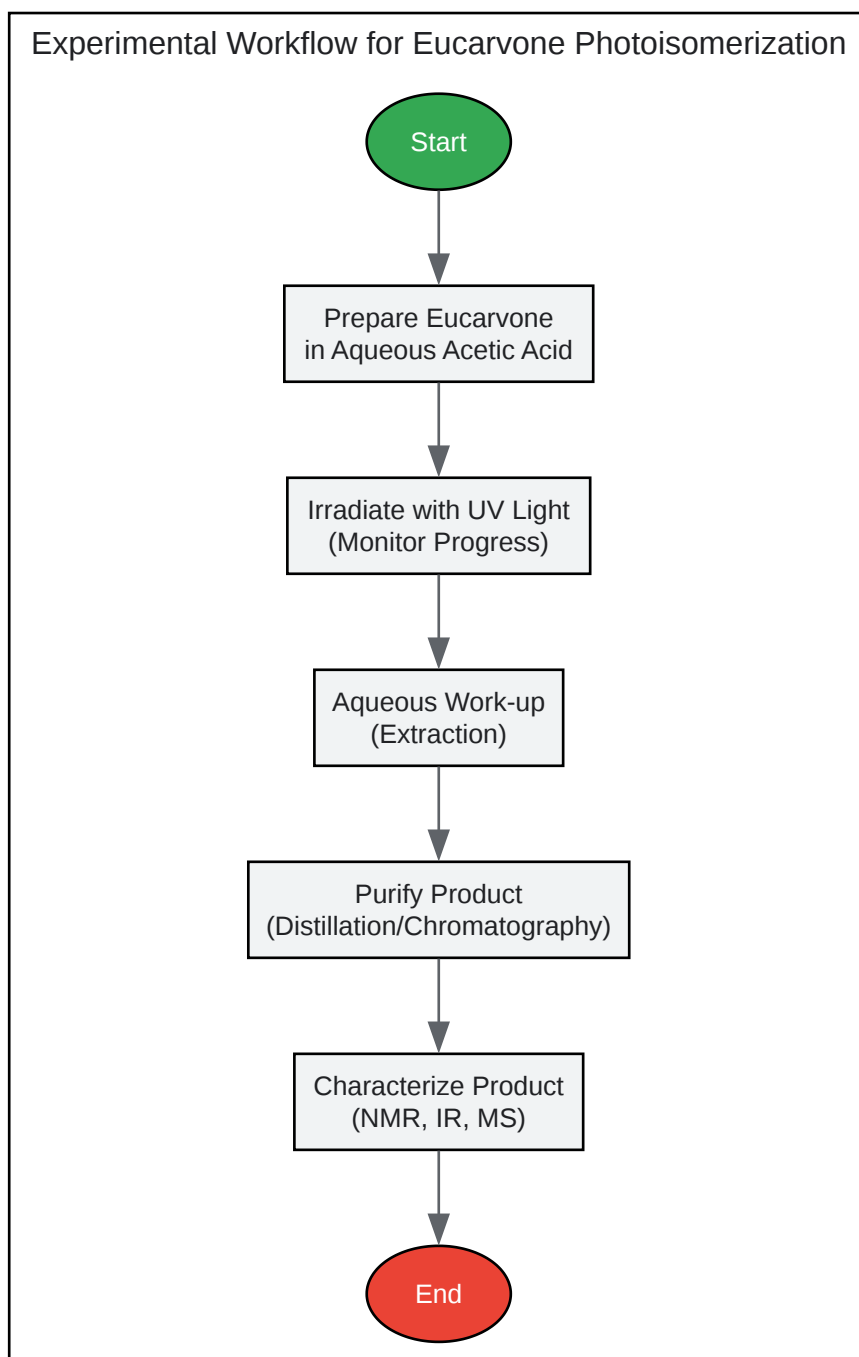 Experimental Workflow for Eucarvone Photoisomerization
Start
Prepare Eucarvone
in Aqueous Acetic Acid
Irradiate with UV Light
(Monitor Progress)
Aqueous Work-up
(Extraction)
Purify Product
(Distillation/Chromatography)
Characterize Product
(NMR, IR, MS)
End